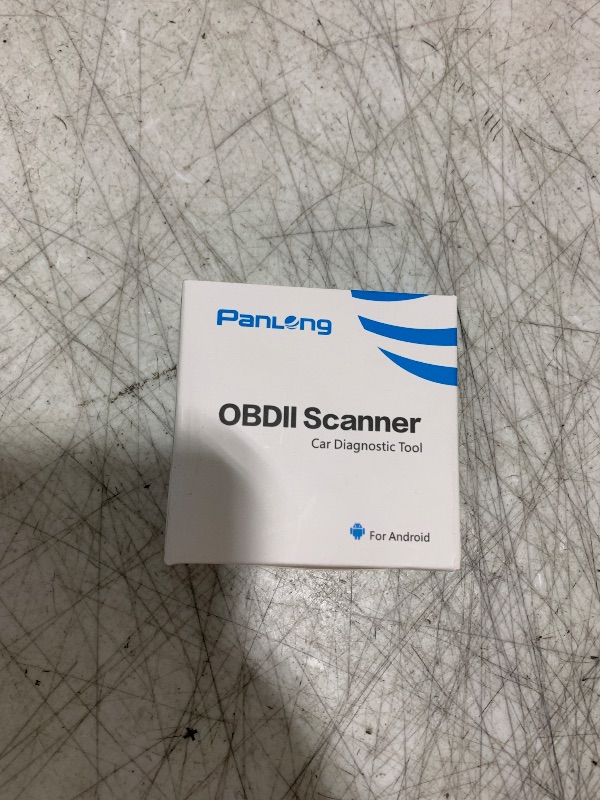 PanLong
OBDII Scanner
Car Diagnostic Tool
For Android